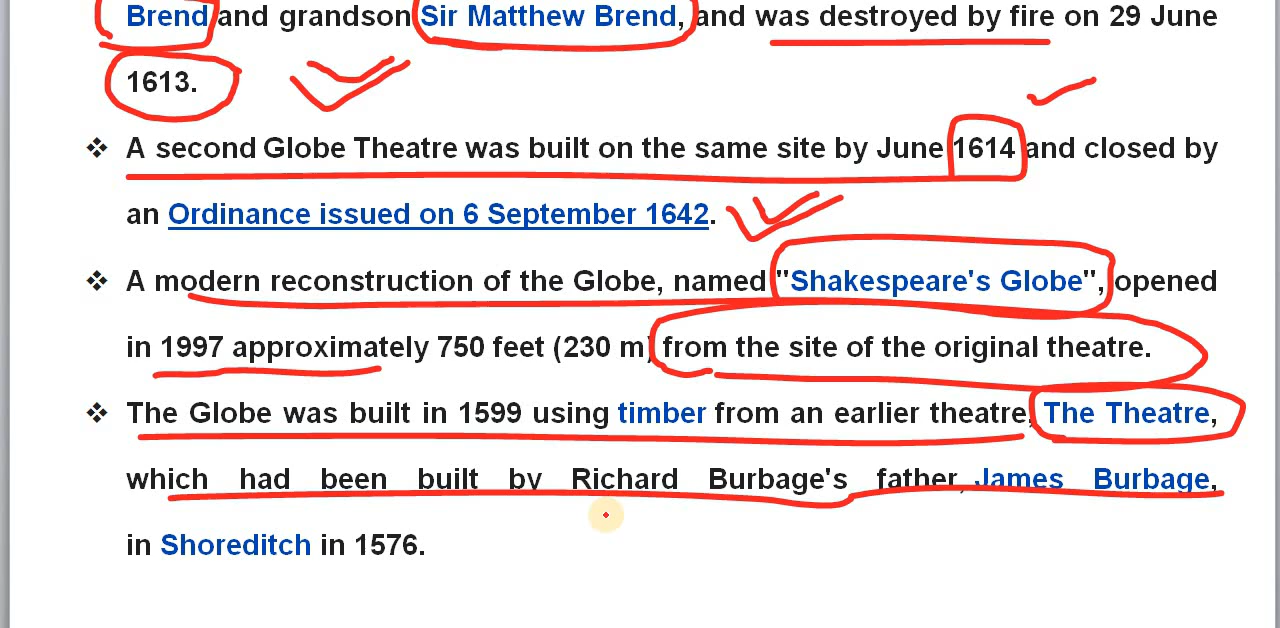 Brend and grandson Sir Matthew Brend, and was destroyed by fire on 29 June
1613.
❖ A second Globe Theatre was built on the same site by June 1614 and closed by
an Ordinance issued on 6 September 1642.
❖ A modern reconstruction of the Globe, named "Shakespeare's Globe", opened
in 1997 approximately 750 feet (230 m) from the site of the original theatre.
❖ The Globe was built in 1599 using timber from an earlier theatre, The Theatre,
which had been built by Richard Burbage's father, James Burbage,
in Shoreditch in 1576.